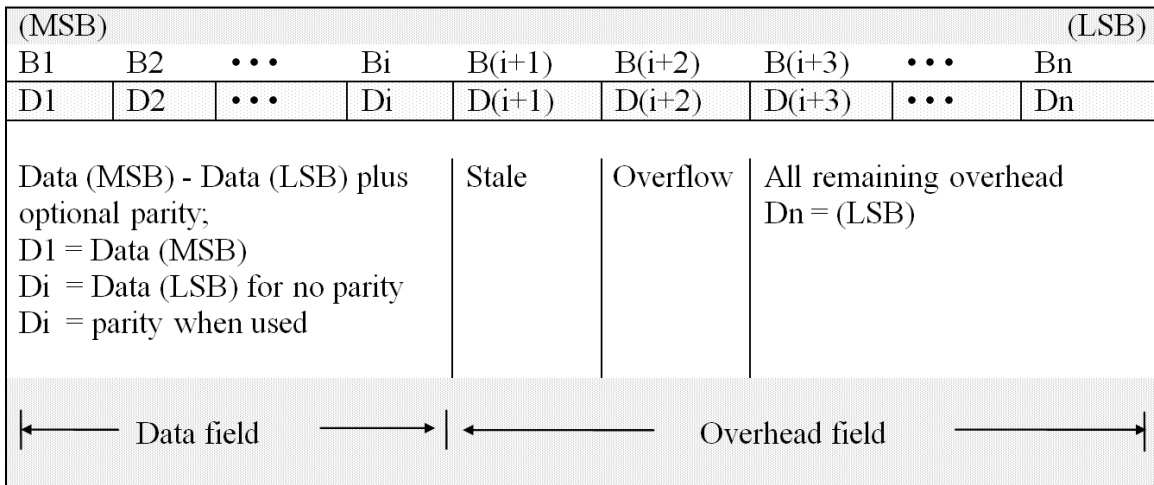 (MSB) (LSB)
B1 B2 ••• Bi B(i+1) B(i+2) B(i+3) ••• Bn
D1 D2 ••• Di D(i+1) D(i+2) D(i+3) ••• Dn
Data (MSB) - Data (LSB) plus
optional parity;
D1 = Data (MSB)
Di = Data (LSB) for no parity
Di = parity when used
Stale
Overflow
All remaining overhead
Dn = (LSB)
Data field
Overhead field